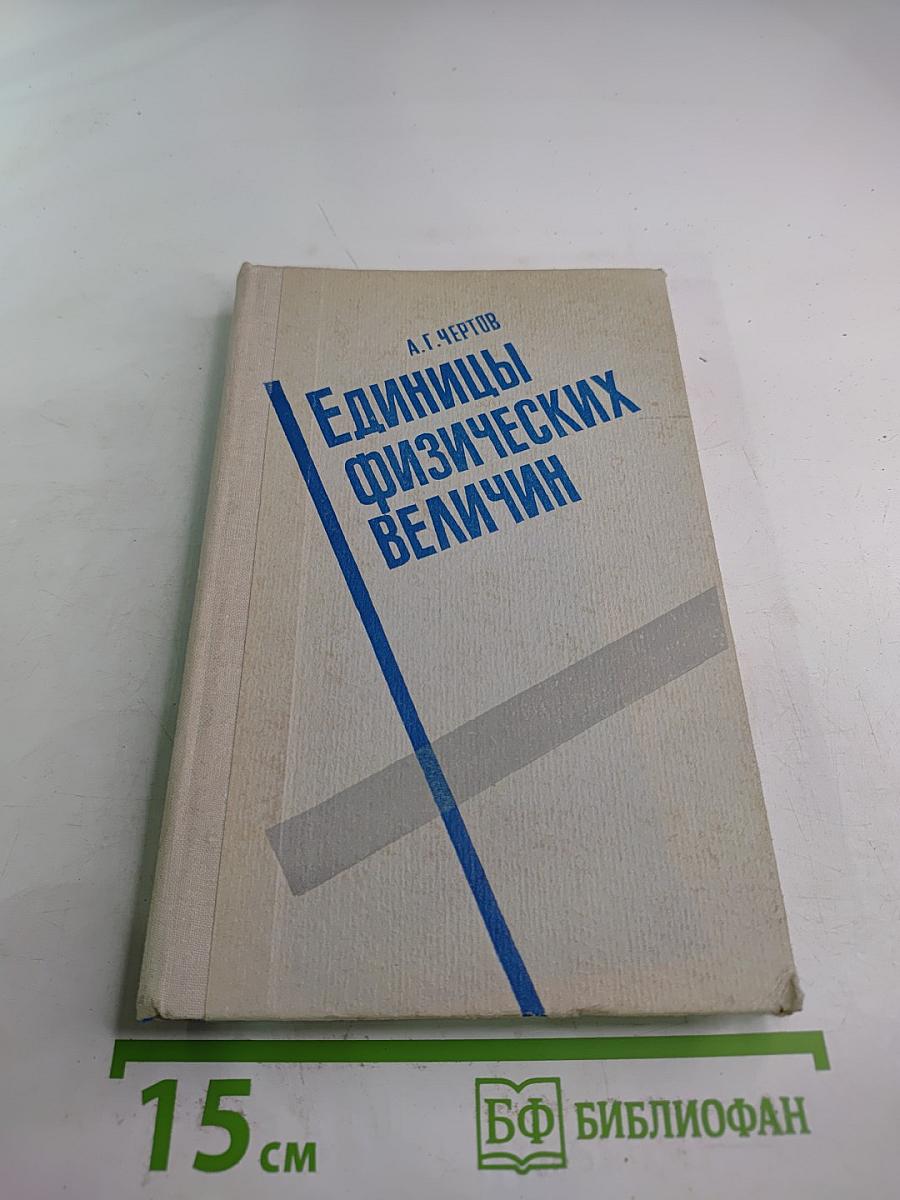 А.Г.ЧЕРТОВ
ЕДИНИЦЫ
ФИЗИЧЕСКИХ
ВЕЛИЧИН
15 см
БФ БИБЛИОФАН